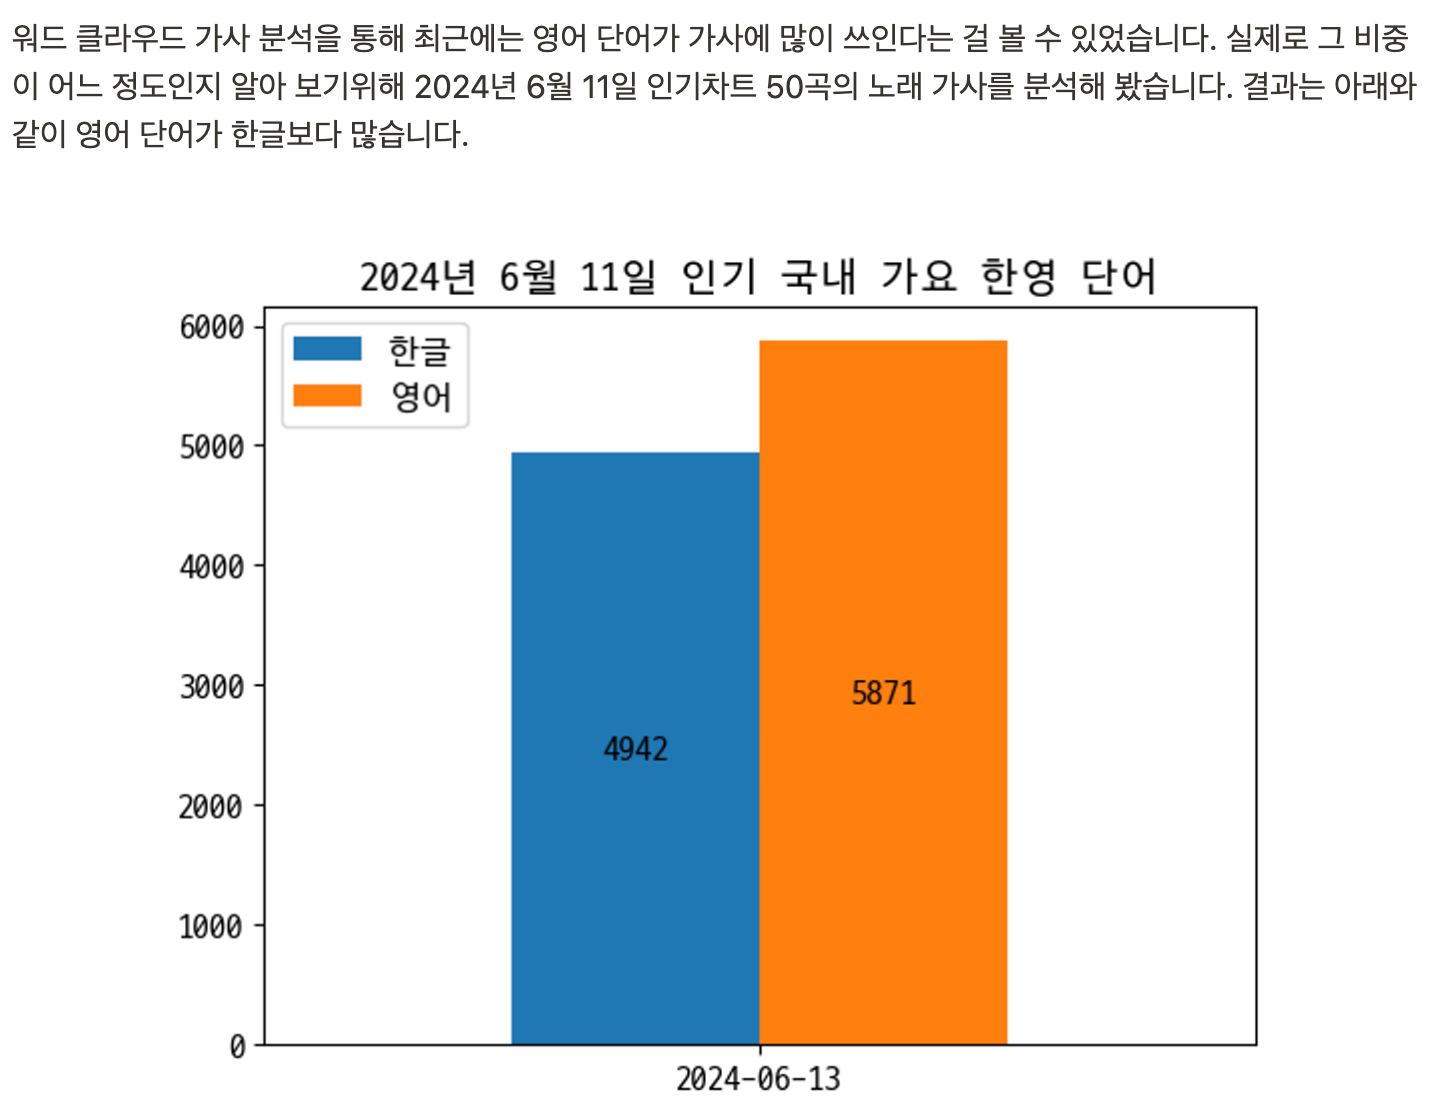 워드 클라우드 가사 분석을 통해 최근에는 영어 단어가 가사에 많이 쓰인다는 걸 볼 수 있었습니다. 실제로 그 비중
이 어느 정도인지 알아 보기위해 2024년 6월 11일 인기차트 50곡의 노래 가사를 분석해 봤습니다. 결과는 아래와
같이 영어 단어가 한글보다 많습니다.
2024년 6월 11일 인기 국내 가요 한영 단어
한글
영어
6000
5000
4000
3000
2000
1000
0
4942
5871
2024-06-13